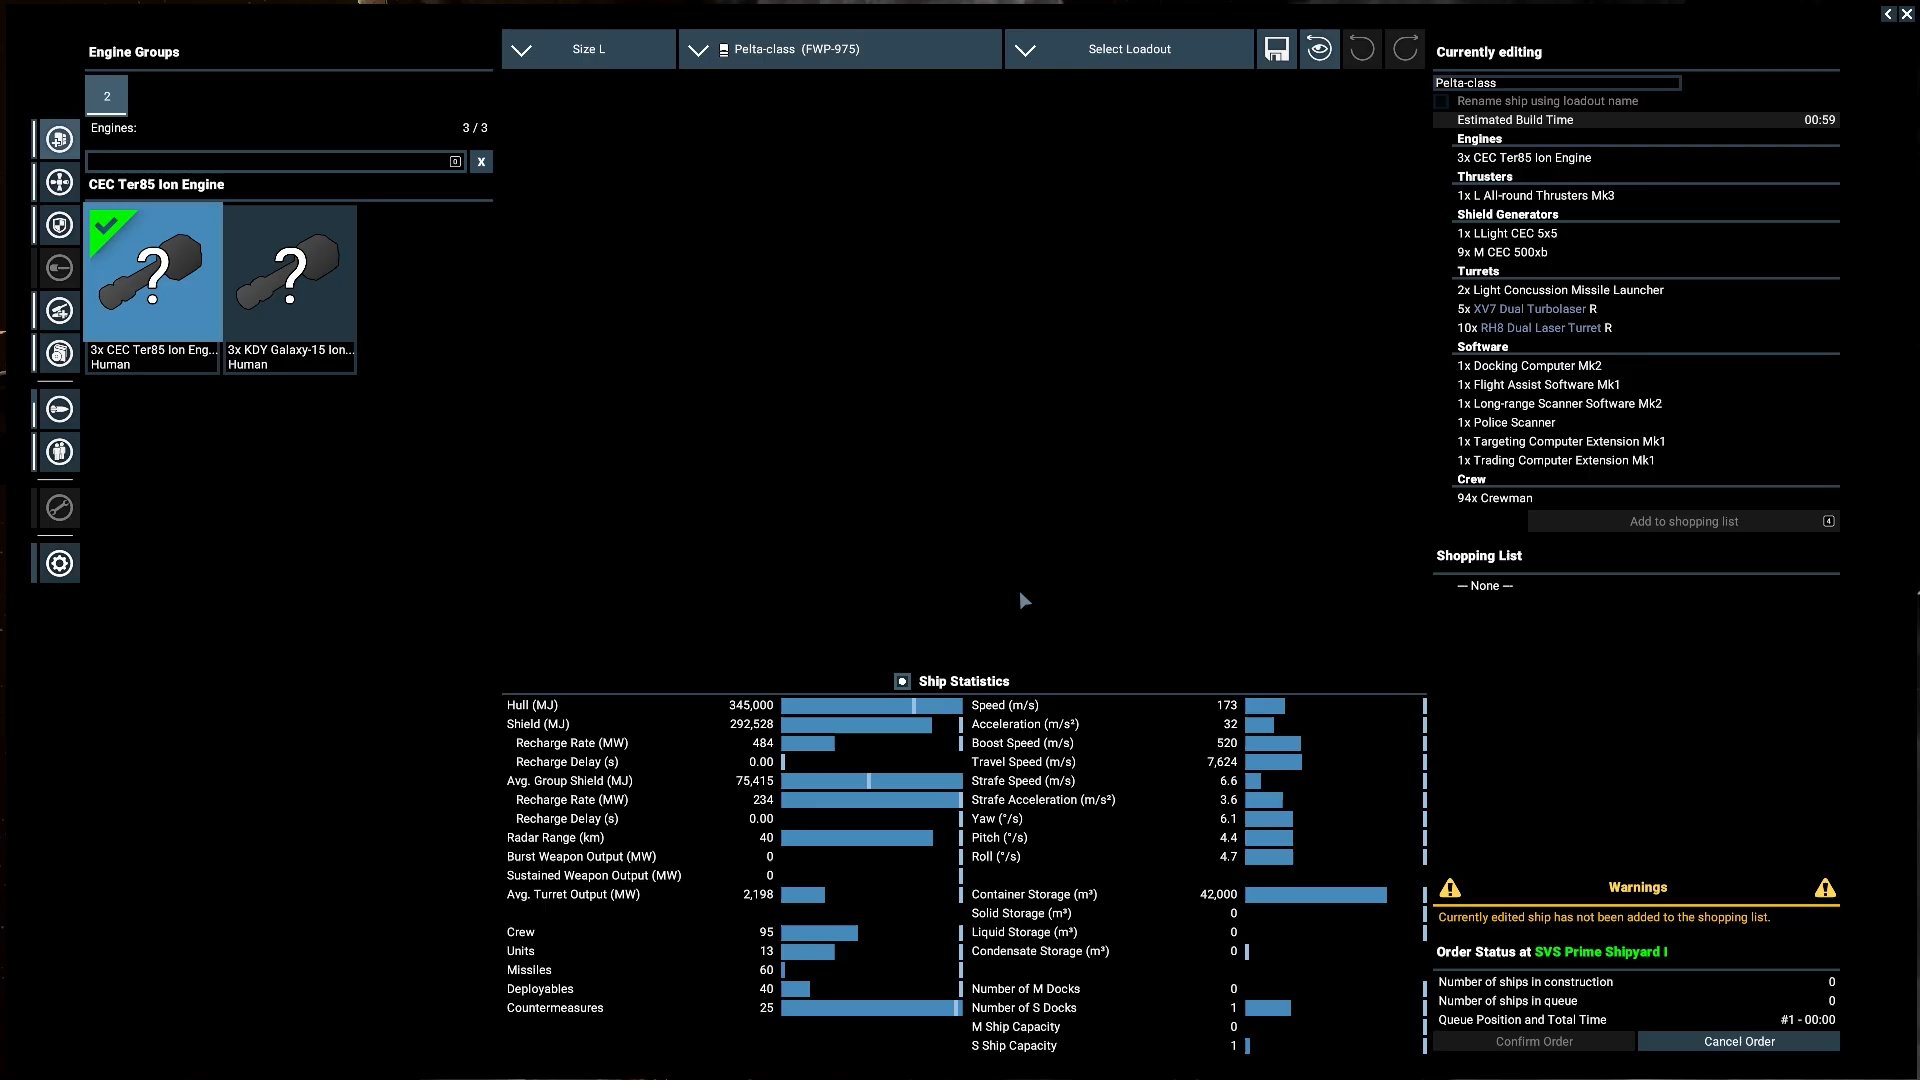 Engine Groups
2
Engines: 3 / 3
0 X
CEC Ter85 Ion Engine
? ?
3x CEC Ter85 Ion Eng...
Human
3x KDY Galaxy-15 Ion...
Human
Size L
Pelta-class (FWP-975)
Select Loadout
Ship Statistics
Hull (MJ) 345,000
Shield (MJ) 292,528
Recharge Rate (MW) 484
Recharge Delay (s) 0.00
Avg. Group Shield (MJ) 75,415
Recharge Rate (MW) 234
Recharge Delay (s) 0.00
Radar Range (km) 40
Burst Weapon Output (MW) 0
Sustained Weapon Output (MW) 0
Avg. Turret Output (MW) 2,198
Crew 95
Units 13
Missiles 60
Deployables 40
Countermeasures 25
Speed (m/s) 173
Acceleration (m/s²) 32
Boost Speed (m/s) 520
Travel Speed (m/s) 7,624
Strafe Speed (m/s) 6.6
Strafe Acceleration (m/s²) 3.6
Yaw (°/s) 6.1
Pitch (°/s) 4.4
Roll (°/s) 4.7
Container Storage (m³) 42,000
Solid Storage (m³) 0
Liquid Storage (m³) 0
Condensate Storage (m³) 0
Number of M Docks 0
Number of S Docks 1
M Ship Capacity 0
S Ship Capacity 1
Currently editing
Pelta-class
Rename ship using loadout name
Estimated Build Time 00:59
Engines
3x CEC Ter85 Ion Engine
Thrusters
1x L All-round Thrusters Mk3
Shield Generators
1x LLight CEC 5x5
9x M CEC 500xb
Turrets
2x Light Concussion Missile Launcher
5x XV7 Dual Turbolaser R
10x RH8 Dual Laser Turret R
Software
1x Docking Computer Mk2
1x Flight Assist Software Mk1
1x Long-range Scanner Software Mk2
1x Police Scanner
1x Targeting Computer Extension Mk1
1x Trading Computer Extension Mk1
Crew
94x Crewman
Add to shopping list 4
Shopping List
— None —
Warnings
Currently edited ship has not been added to the shopping list.
Order Status at SVS Prime Shipyard I
Number of ships in construction 0
Number of ships in queue 0
Queue Position and Total Time #1 - 00:00
Confirm Order
Cancel Order